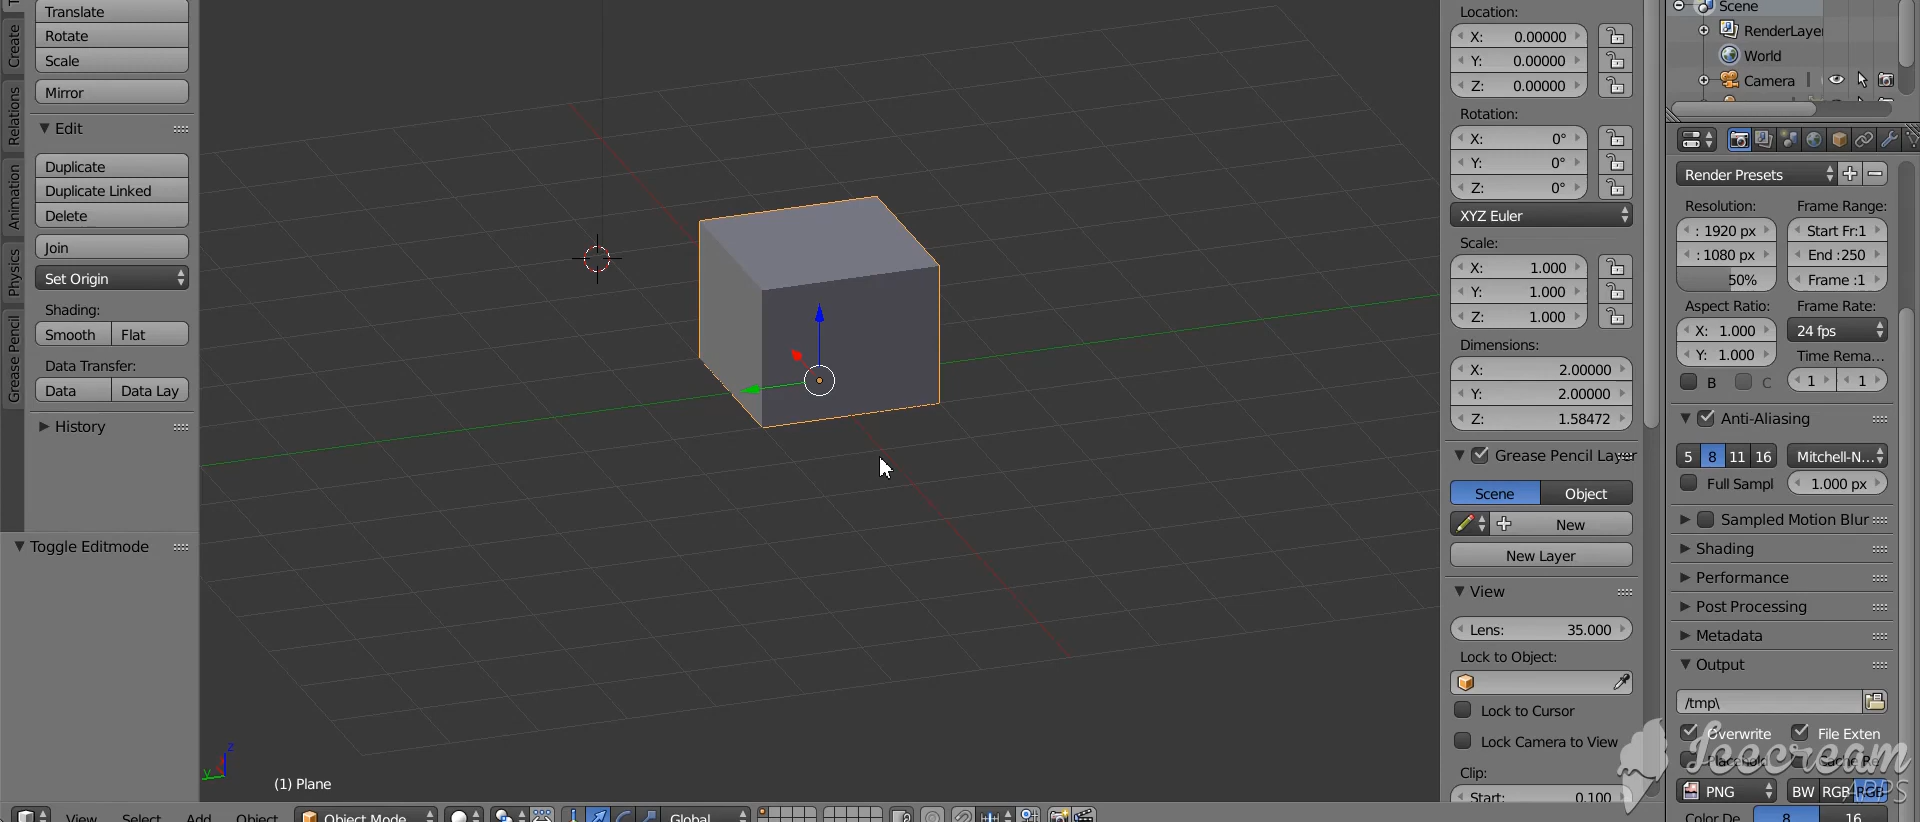 Translate
Rotate
Scale
Mirror
Edit
Duplicate
Duplicate Linked
Delete
Join
Set Origin
Shading:
Smooth Flat
Data Transfer:
Data Data Lay
History
Toggle Editmode
Create
Relations
Animation
Physics
Grease Pencil
(1) Plane
z
y
View Select Add Object Object Mode Global
Location:
X: 0.00000
Y: 0.00000
Z: 0.00000
Rotation:
X: 0°
Y: 0°
Z: 0°
XYZ Euler
Scale:
X: 1.000
Y: 1.000
Z: 1.000
Dimensions:
X: 2.00000
Y: 2.00000
Z: 1.58472
Grease Pencil Layer
Scene Object
New
New Layer
View
Lens: 35.000
Lock to Object:
Lock to Cursor
Lock Camera to View
Clip:
Start: 0.100
Scene
RenderLayer
World
Camera
Render Presets
Resolution: Frame Range:
: 1920 px Start Fr:1
: 1080 px End :250
50% Frame :1
Aspect Ratio: Frame Rate:
X: 1.000 24 fps
Y: 1.000 Time Rema...
B C 1 1
Anti-Aliasing
5 8 11 16 Mitchell-N...
Full Sampl 1.000 px
Sampled Motion Blur
Shading
Performance
Post Processing
Metadata
Output
/tmp\
Overwrite File Exten
Placehold Cache Re
Icecream
APPS
PNG BW RGB RGB
Color De 8 16